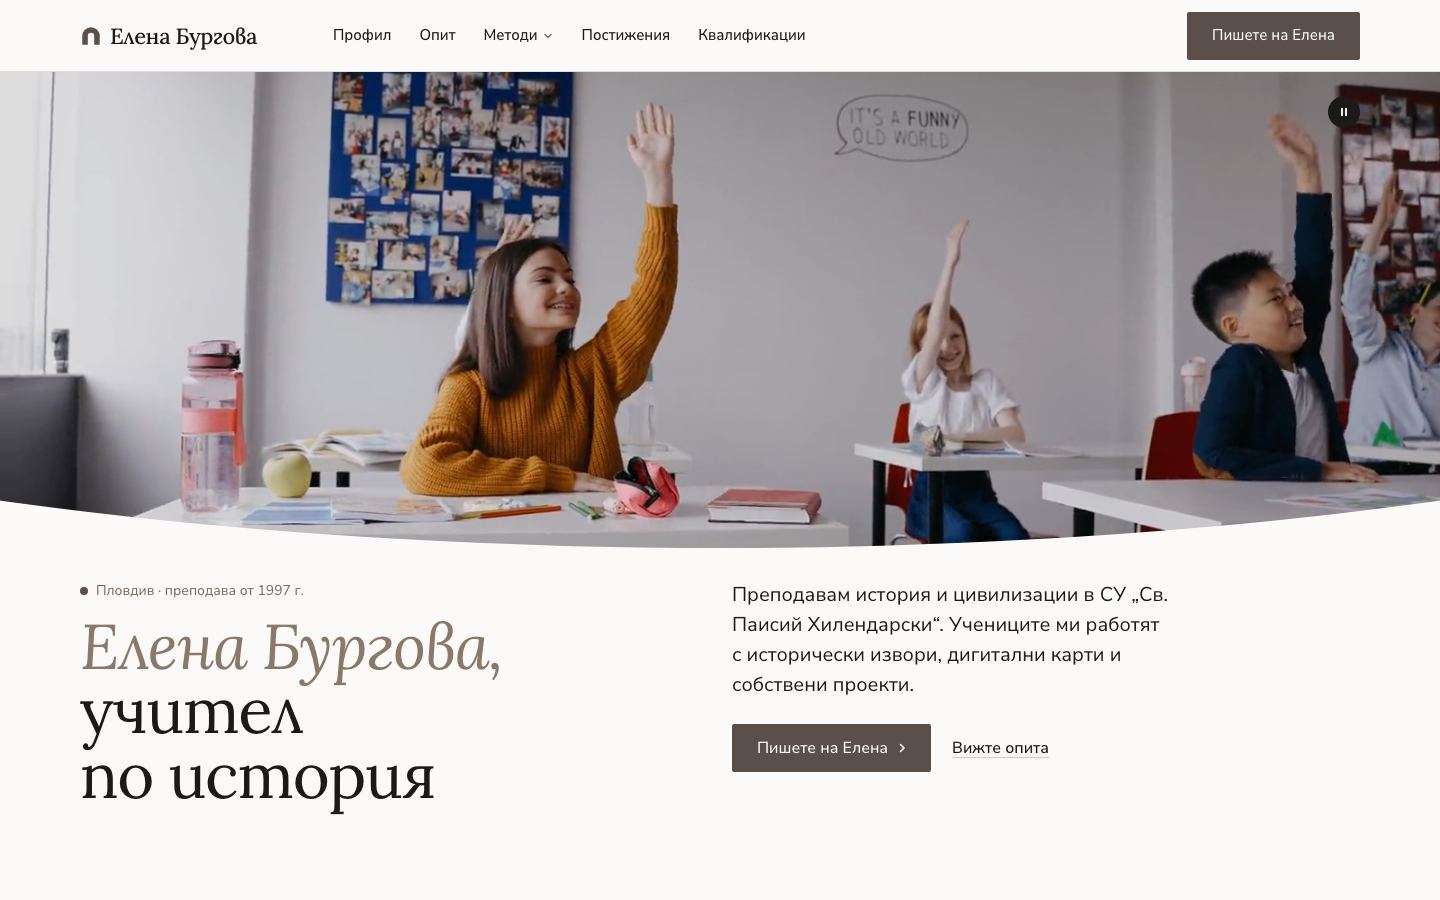 Елена Бургова
Профил
Опит
Методи
Постижения
Квалификации
Пишете на Елена
IT'S A FUNNY
OLD WORLD
Пловдив · преподава от 1997 г.
Елена Бургова,
учител
по история
Преподавам история и цивилизации в СУ „Св.
Паисий Хилендарски“. Учениците ми работят
с исторически извори, дигитални карти и
собствени проекти.
Пишете на Елена
Вижте опита